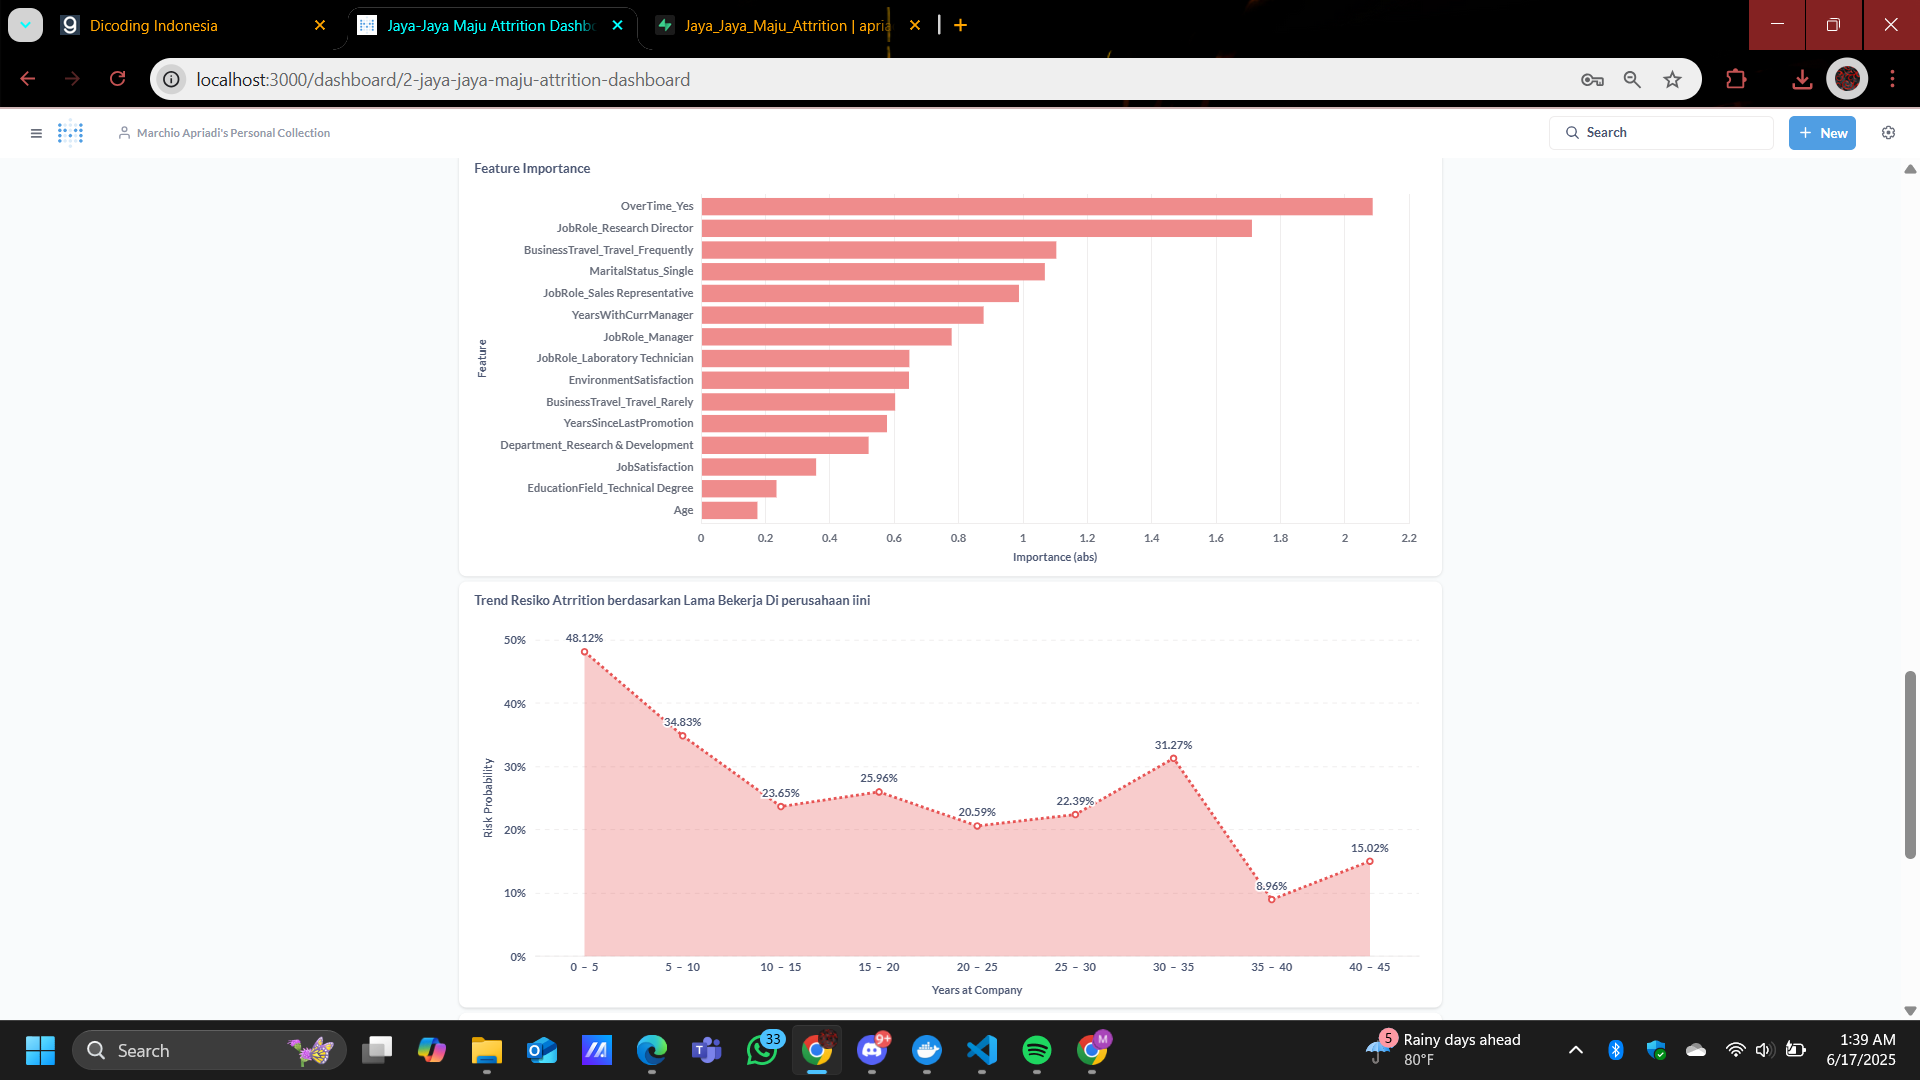 Dicoding Indonesia
Jaya-Jaya Maju Attrition Dashb
Jaya_Jaya_Maju_Attrition | apria
localhost:3000/dashboard/2-jaya-jaya-maju-attrition-dashboard
Marchio Apriadi's Personal Collection
Search
+ New
Feature Importance
OverTime_Yes
JobRole_Research Director
BusinessTravel_Travel_Frequently
MaritalStatus_Single
JobRole_Sales Representative
YearsWithCurrManager
JobRole_Manager
JobRole_Laboratory Technician
EnvironmentSatisfaction
BusinessTravel_Travel_Rarely
YearsSinceLastPromotion
Department_Research & Development
JobSatisfaction
EducationField_Technical Degree
Age
Feature
0 0.2 0.4 0.6 0.8 1 1.2 1.4 1.6 1.8 2 2.2
Importance (abs)
Trend Resiko Atrrition berdasarkan Lama Bekerja Di perusahaan iini
50%
40%
30%
20%
10%
0%
Risk Probability
48.12%
34.83%
23.65%
25.96%
20.59%
22.39%
31.27%
8.96%
15.02%
0 - 5 5 - 10 10 - 15 15 - 20 20 - 25 25 - 30 30 - 35 35 - 40 40 - 45
Years at Company
Search
33
9+
M
5
Rainy days ahead
80°F
1:39 AM
6/17/2025